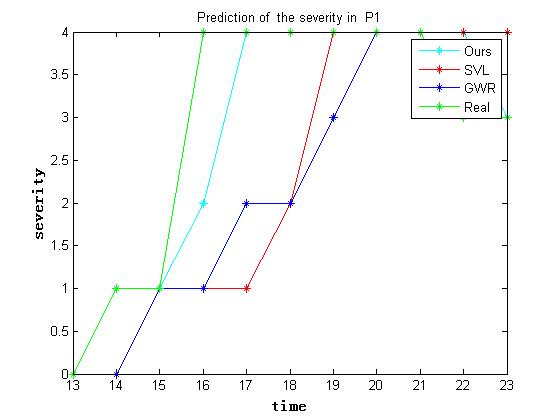 Prediction of the severity in P1
4
3.5
3
2.5
2
1.5
1
0.5
0
severity
Ours
SVL
GWR
Real
13 14 15 16 17 18 19 20 21 22 23
time